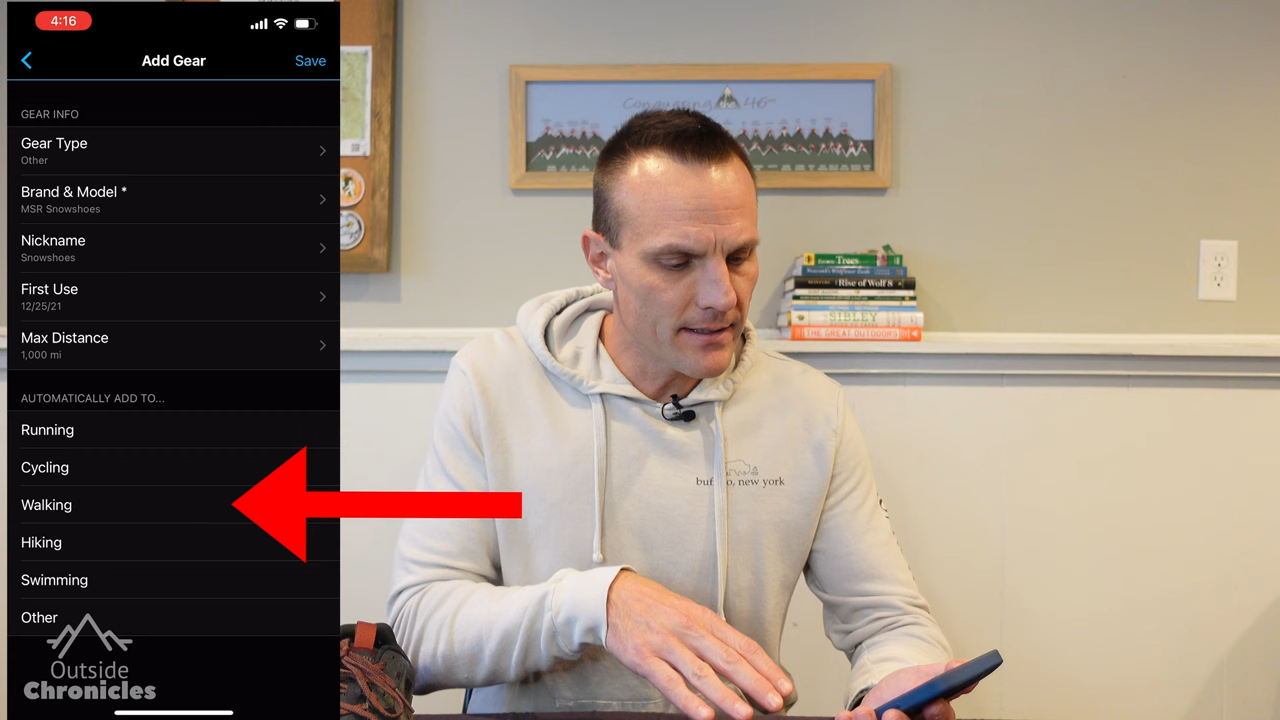 4:16
Add Gear
Save
GEAR INFO
Gear Type
Other
Brand & Model *
MSR Snowshoes
Nickname
Snowshoes
First Use
12/25/21
Max Distance
1,000 mi
AUTOMATICALLY ADD TO...
Running
Cycling
Walking
Hiking
Swimming
Other
Outside
Chronicles
Conquering 46
Trees
Rise of Wolf 8
SIBLEY
THE GREAT OUTDOORS
buffalo, new york